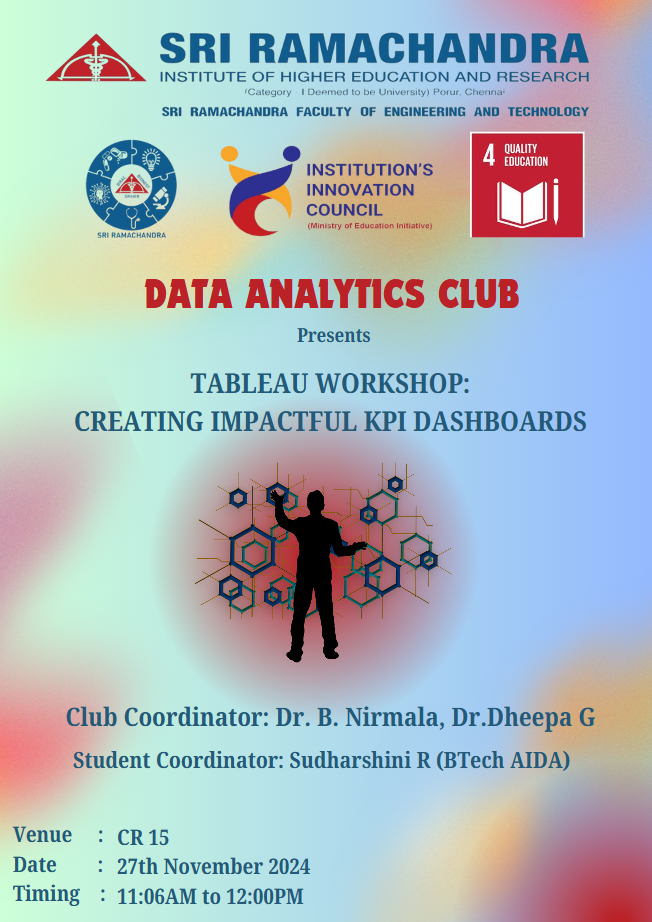 SRI RAMACHANDRA
INSTITUTE OF HIGHER EDUCATION AND RESEARCH
(Category - I Deemed to be University) Porur, Chennai
SRI RAMACHANDRA FACULTY OF ENGINEERING AND TECHNOLOGY
SRI RAMACHANDRA
INSTITUTION'S
INNOVATION
COUNCIL
(Ministry of Education Initiative)
4 QUALITY
EDUCATION
DATA ANALYTICS CLUB
Presents
TABLEAU WORKSHOP:
CREATING IMPACTFUL KPI DASHBOARDS
Club Coordinator: Dr. B. Nirmala, Dr.Dheepa G
Student Coordinator: Sudharshini R (BTech AIDA)
Venue : CR 15
Date : 27th November 2024
Timing : 11:06AM to 12:00PM